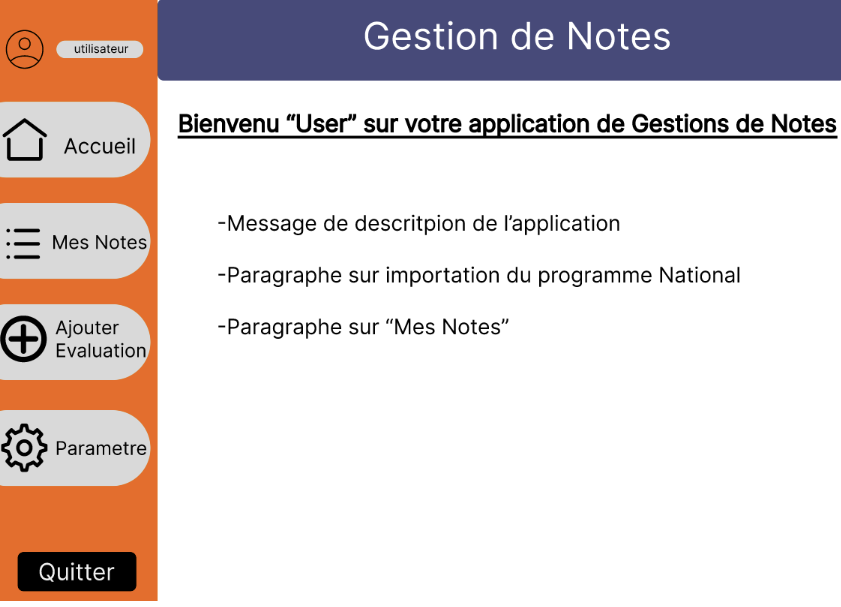 utilisateur
Gestion de Notes
Accueil
Mes Notes
Ajouter
Evaluation
Parametre
Quitter
Bienvenu “User” sur votre application de Gestions de Notes
-Message de descritpion de l’application
-Paragraphe sur importation du programme National
-Paragraphe sur “Mes Notes”